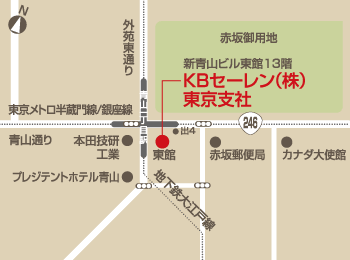 N
外苑東通り
赤坂御用地
新青山ビル東館13階
KBセーレン(株)
東京支社
東京メトロ半蔵門線/銀座線
出4
246
青山通り
本田技研
工業
東館
赤坂郵便局
カナダ大使館
プレジデントホテル青山
地下鉄大江戸線